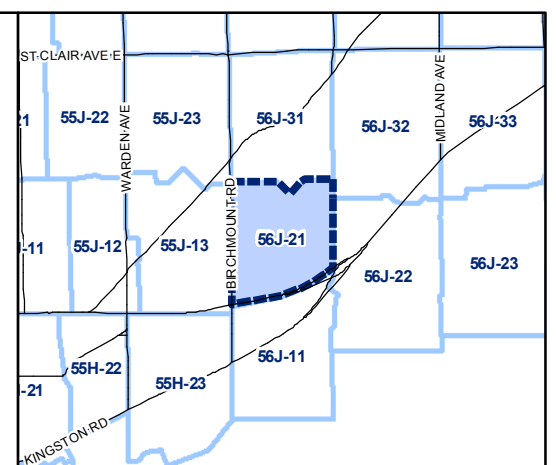 ST CLAIR AVE E
MIDLAND AVE
21
55J-22
55J-23
56J-31
56J-32
56J-33
WARDEN AVE
BIRCHMOUNT RD
-11
55J-12
55J-13
56J-21
56J-22
56J-23
55H-22
55H-23
56J-11
-21
KINGSTON RD